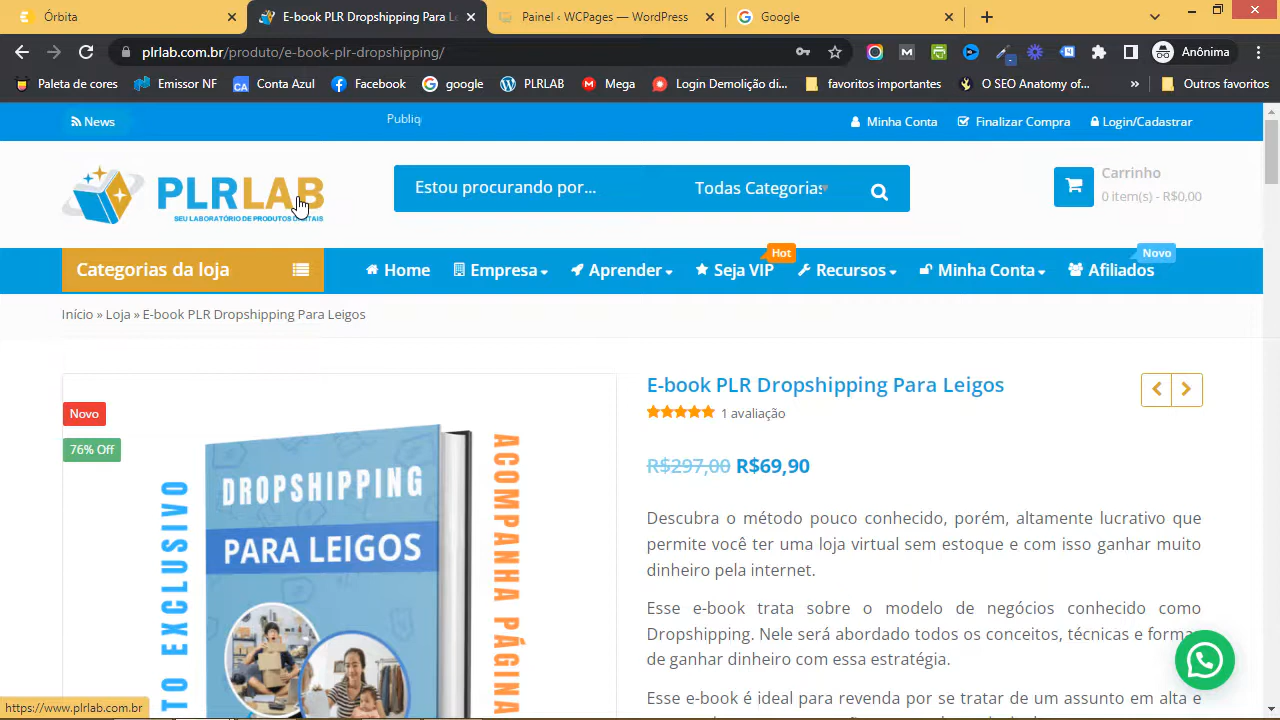 Órbita
E-book PLR Dropshipping Para Le
Painel ‹ WCPages — WordPress
Google
plrlab.com.br/produto/e-book-plr-dropshipping/
Anônima
Paleta de cores
Emissor NF
CA
Conta Azul
Facebook
google
PLRLAB
Mega
Login Demolição di...
favoritos importantes
O SEO Anatomy of...
»
Outros favoritos
News
Publiq
Minha Conta
Finalizar Compra
Login/Cadastrar
PLRLAB
SEU LABORATÓRIO DE PRODUTOS DIGITAIS
Estou procurando por...
Todas Categorias
Carrinho
0 item(s) - R$0,00
Categorias da loja
Home
Empresa
Aprender
Seja VIP
Hot
Recursos
Minha Conta
Afiliados
Novo
Início » Loja » E-book PLR Dropshipping Para Leigos
Novo
76% Off
DROPSHIPPING
PARA LEIGOS
TO EXCLUSIVO
ACOMPANHA PÁGINA
E-book PLR Dropshipping Para Leigos
1 avaliação
R$297,00 R$69,90
Descubra o método pouco conhecido, porém, altamente lucrativo que
permite você ter uma loja virtual sem estoque e com isso ganhar muito
dinheiro pela internet.
Esse e-book trata sobre o modelo de negócios conhecido como
Dropshipping. Nele será abordado todos os conceitos, técnicas e forma
de ganhar dinheiro com essa estratégia.
Esse e-book é ideal para revenda por se tratar de um assunto em alta e
https://www.plrlab.com.br